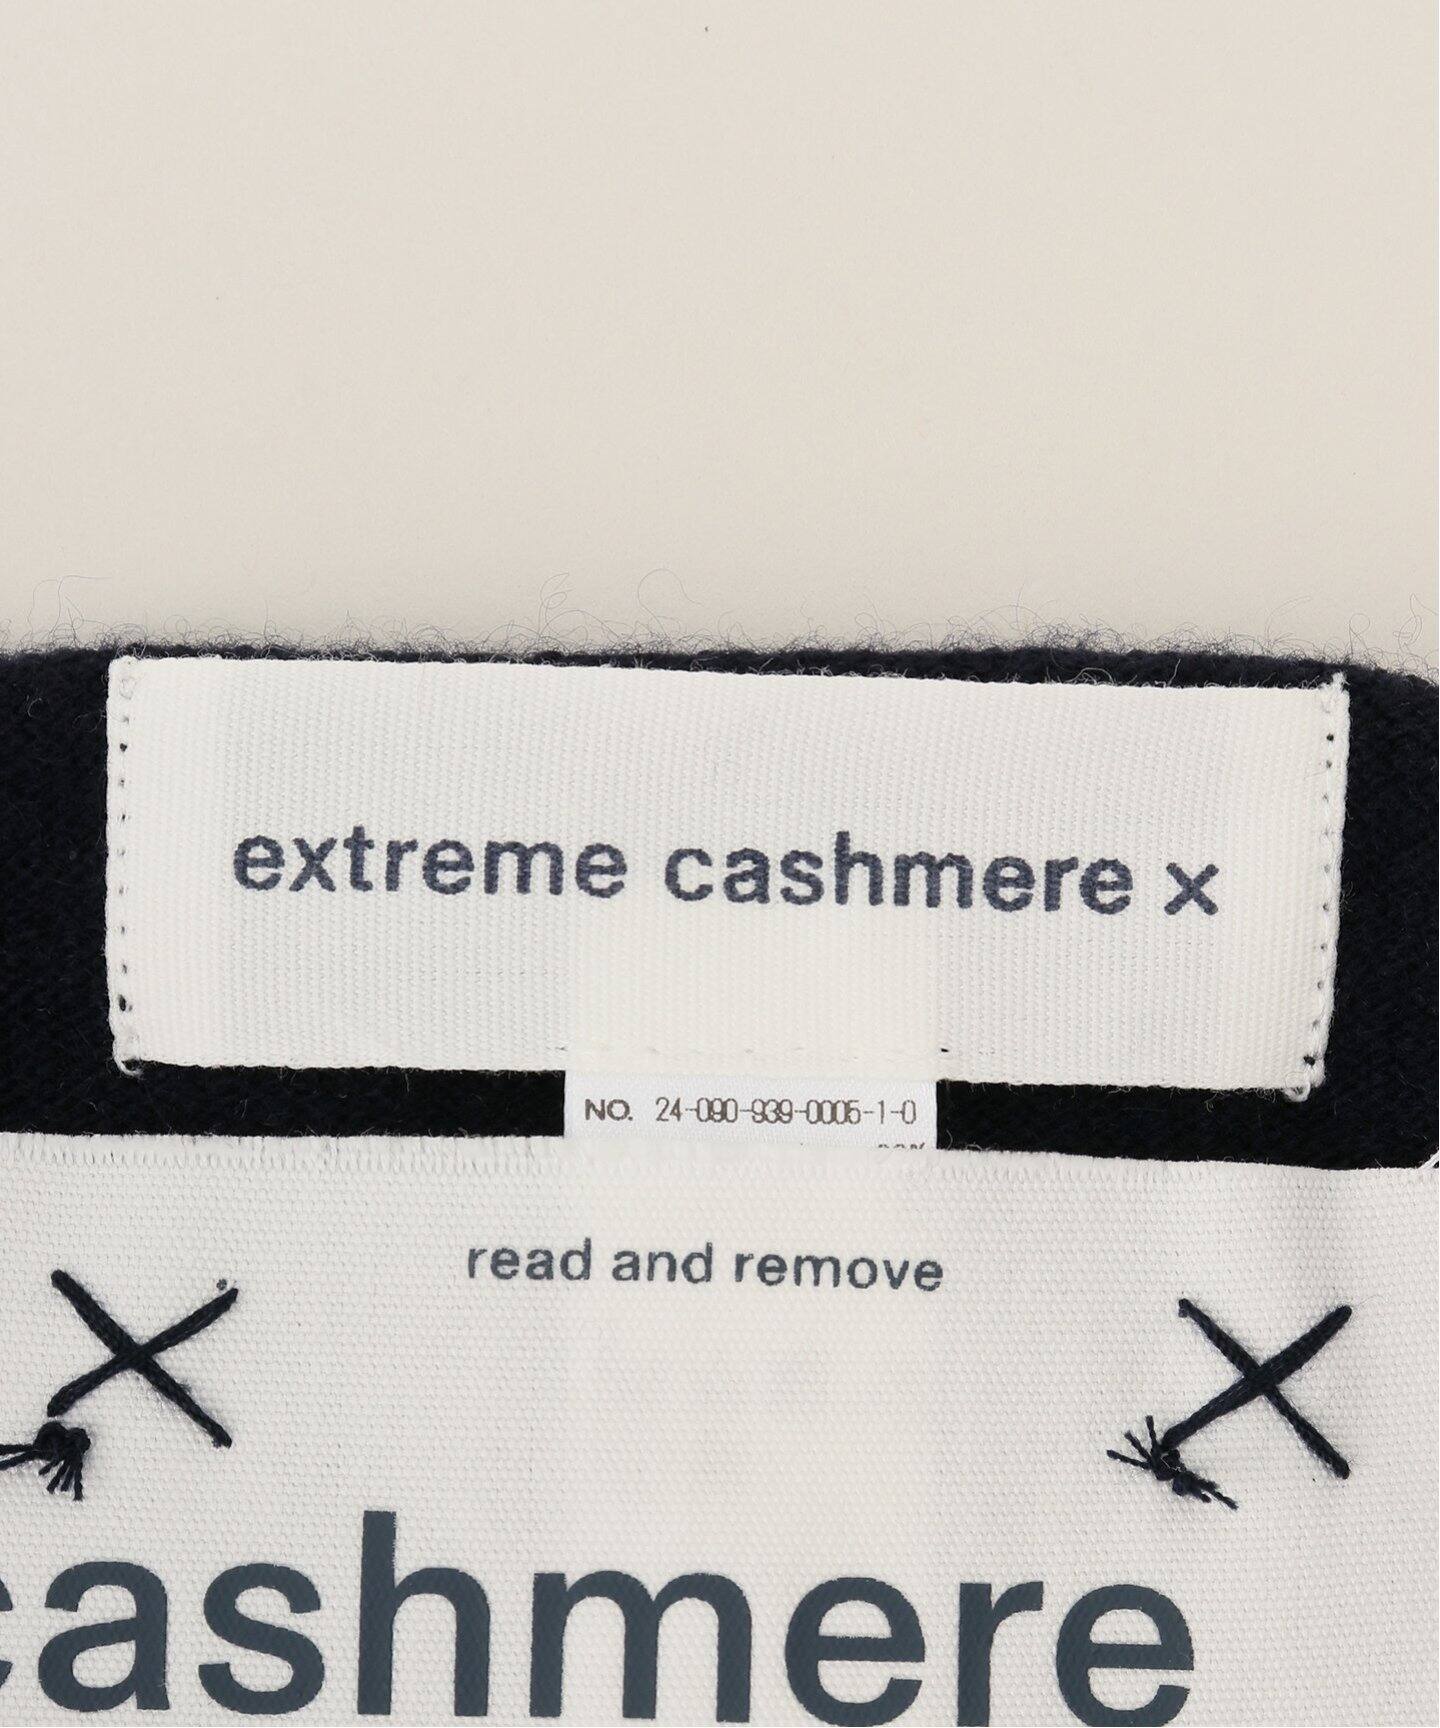 extreme cashmere x
NO. 24-090-939-0005-1-0
read and remove
cashmere